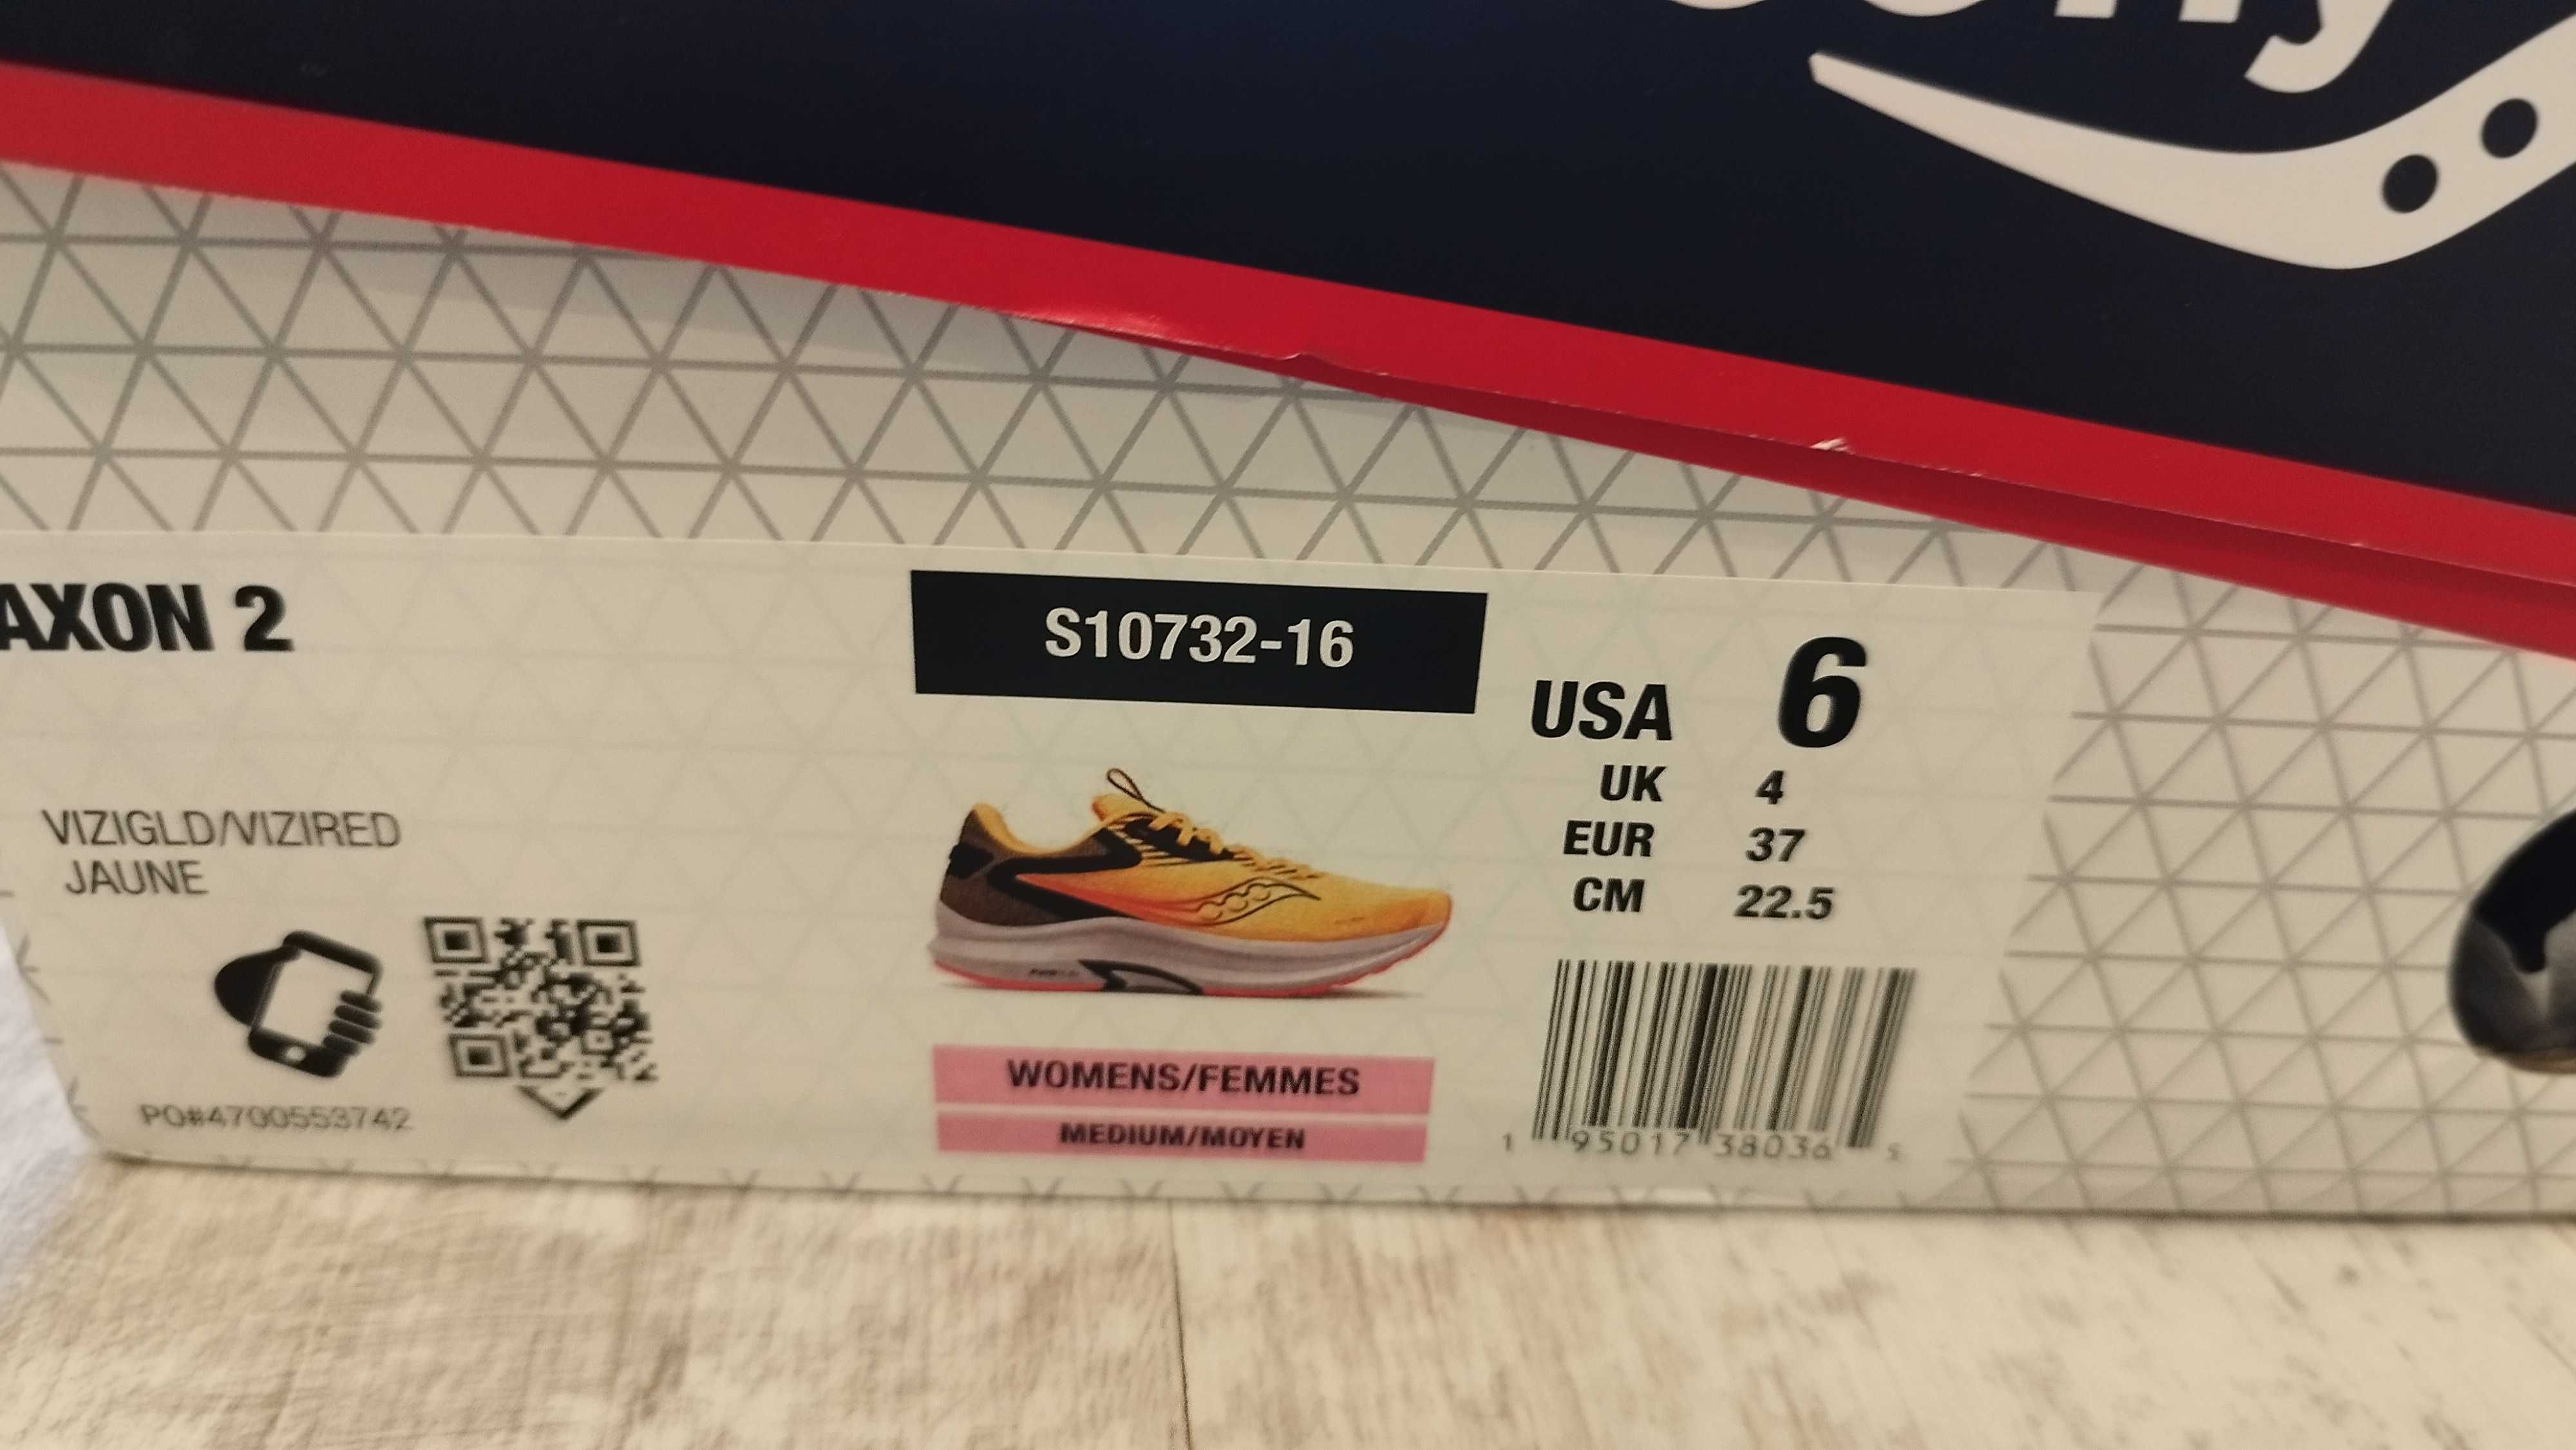 AXON 2
S10732-16
USA 6
UK 4
EUR 37
CM 22.5
VIZIGLD/VIZIRED
JAUNE
PO#4700553742
WOMENS/FEMMES
MEDIUM/MOYEN
1 95017 38036 5